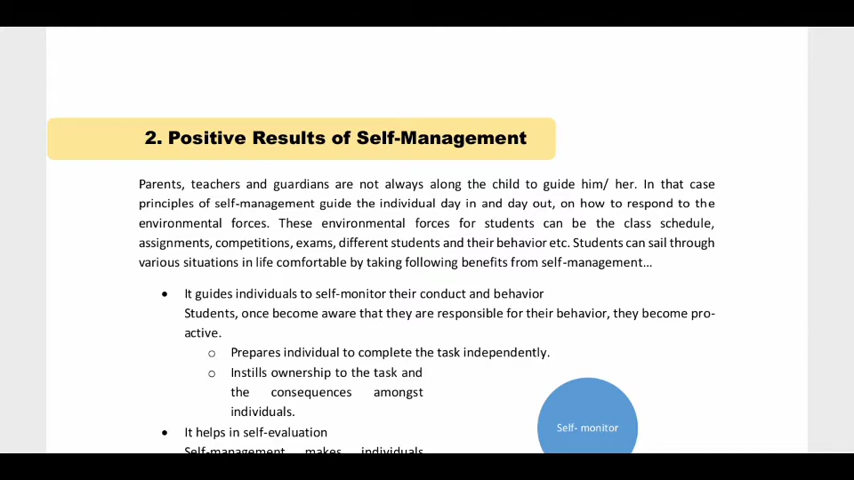 2. Positive Results of Self-Management
Parents, teachers and guardians are not always along the child to guide him/ her. In that case
principles of self-management guide the individual day in and day out, on how to respond to the
environmental forces. These environmental forces for students can be the class schedule,
assignments, competitions, exams, different students and their behavior etc. Students can sail through
various situations in life comfortable by taking following benefits from self-management...
• It guides individuals to self-monitor their conduct and behavior
Students, once become aware that they are responsible for their behavior, they become pro-
active.
o Prepares individual to complete the task independently.
o Instills ownership to the task and
the consequences amongst
individuals.
Self- monitor
• It helps in self-evaluation
Self-management makes individuals